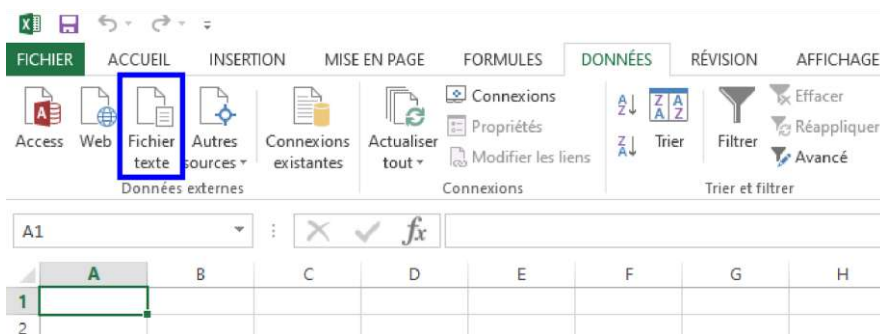 FICHIER ACCUEIL INSERTION MISE EN PAGE FORMULES DONNÉES RÉVISION AFFICHAGE
Access Web Fichier texte Autres sources Connexions existantes Actualiser tout Connexions Propriétés Modifier les liens Trier Filtrer Effacer Réappliquer Avancé
Données externes Connexions Trier et filtrer
A1 fx
A B C D E F G H
1
2